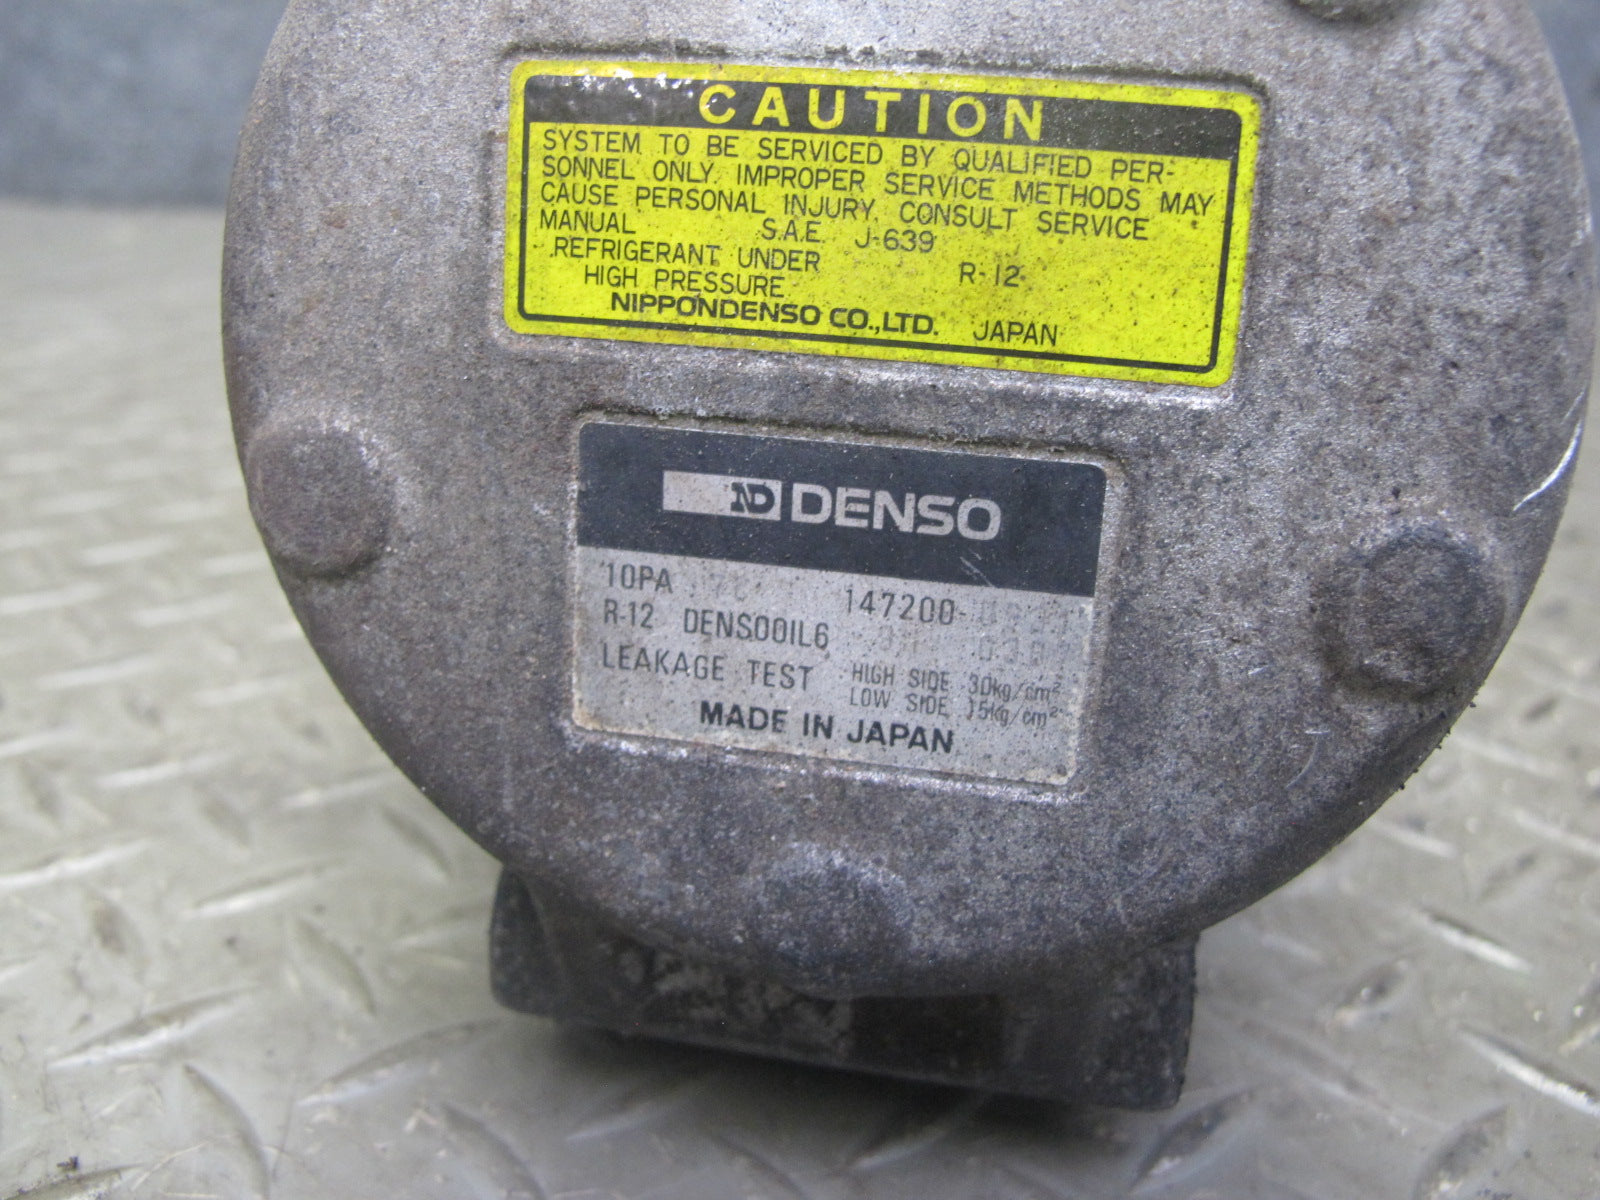 CAUTION
SYSTEM TO BE SERVICED BY QUALIFIED PER-
SONNEL ONLY. IMPROPER SERVICE METHODS MAY
CAUSE PERSONAL INJURY. CONSULT SERVICE
MANUAL S.A.E. J-639
REFRIGERANT UNDER R-12
HIGH PRESSURE
NIPPONDENSO CO.,LTD. JAPAN
ND DENSO
10PA 147200-
R-12 DENSOOIL6
LEAKAGE TEST HIGH SIDE 30kg/cm²
LOW SIDE 15kg/cm²
MADE IN JAPAN